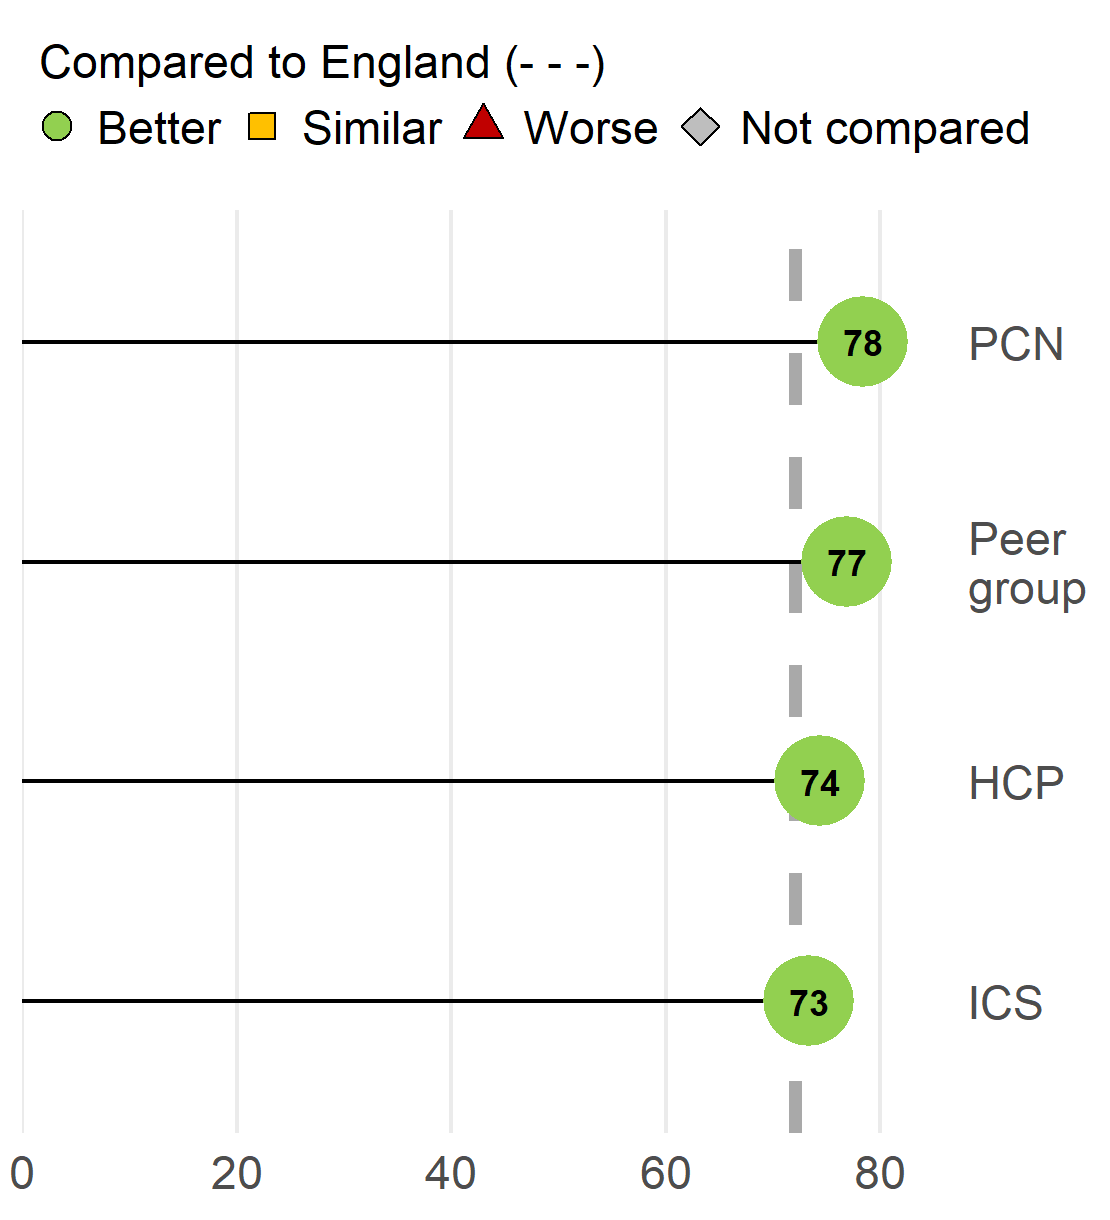 Compared to England (- - -)
Better Similar Worse Not compared
78 PCN
77 Peer
group
74 HCP
73 ICS
0 20 40 60 80